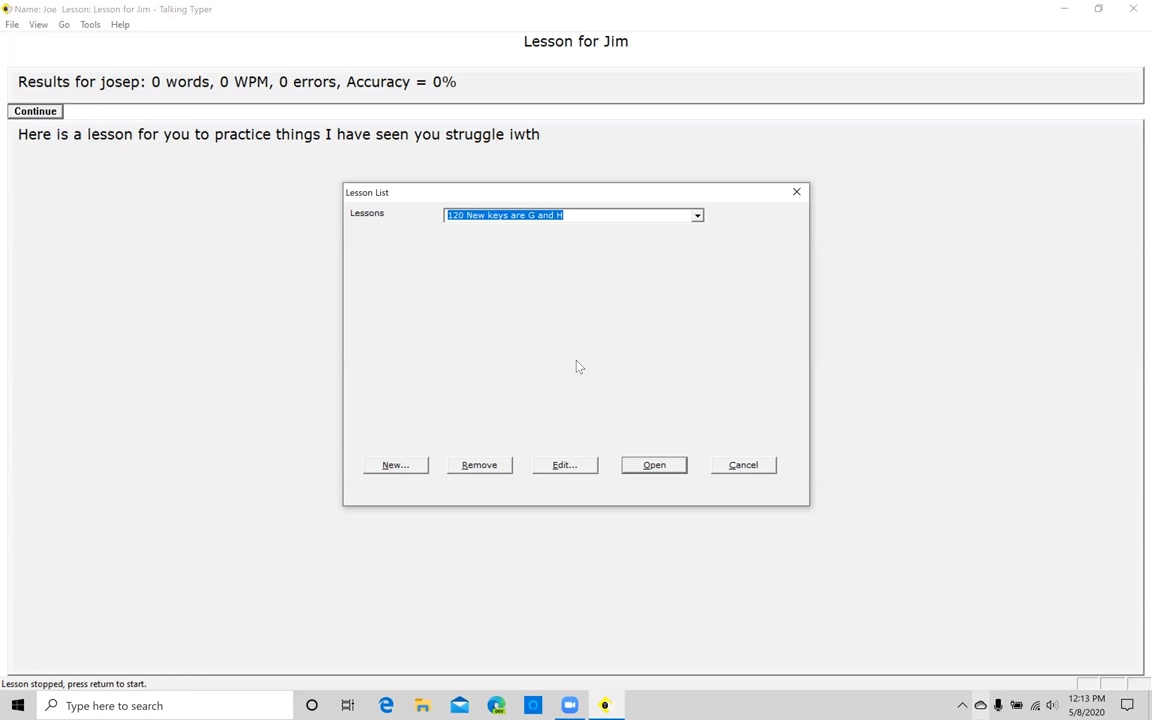 Name: Joe Lesson: Lesson for Jim - Talking Typer
File View Go Tools Help
Lesson for Jim
Results for josep: 0 words, 0 WPM, 0 errors, Accuracy = 0%
Continue
Here is a lesson for you to practice things I have seen you struggle iwth
Lesson List
Lessons 120 New keys are G and H
New... Remove Edit... Open Cancel
Lesson stopped, press return to start.
Type here to search
DEV
12:13 PM
5/8/2020